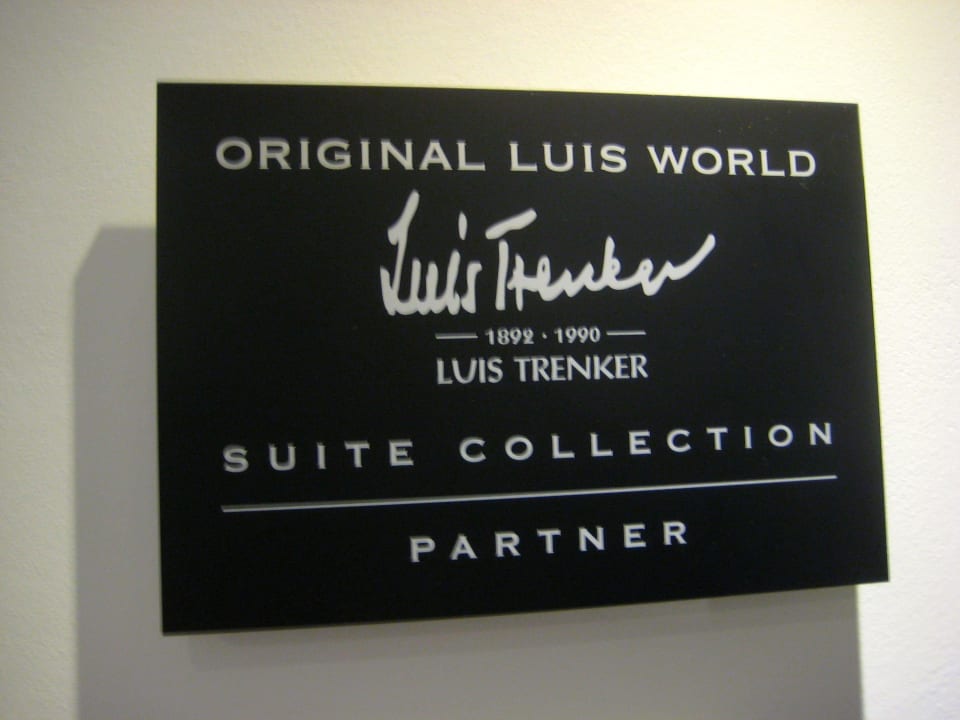 ORIGINAL LUIS WORLD
Luis Trenker
1892 · 1990
LUIS TRENKER
SUITE COLLECTION
PARTNER